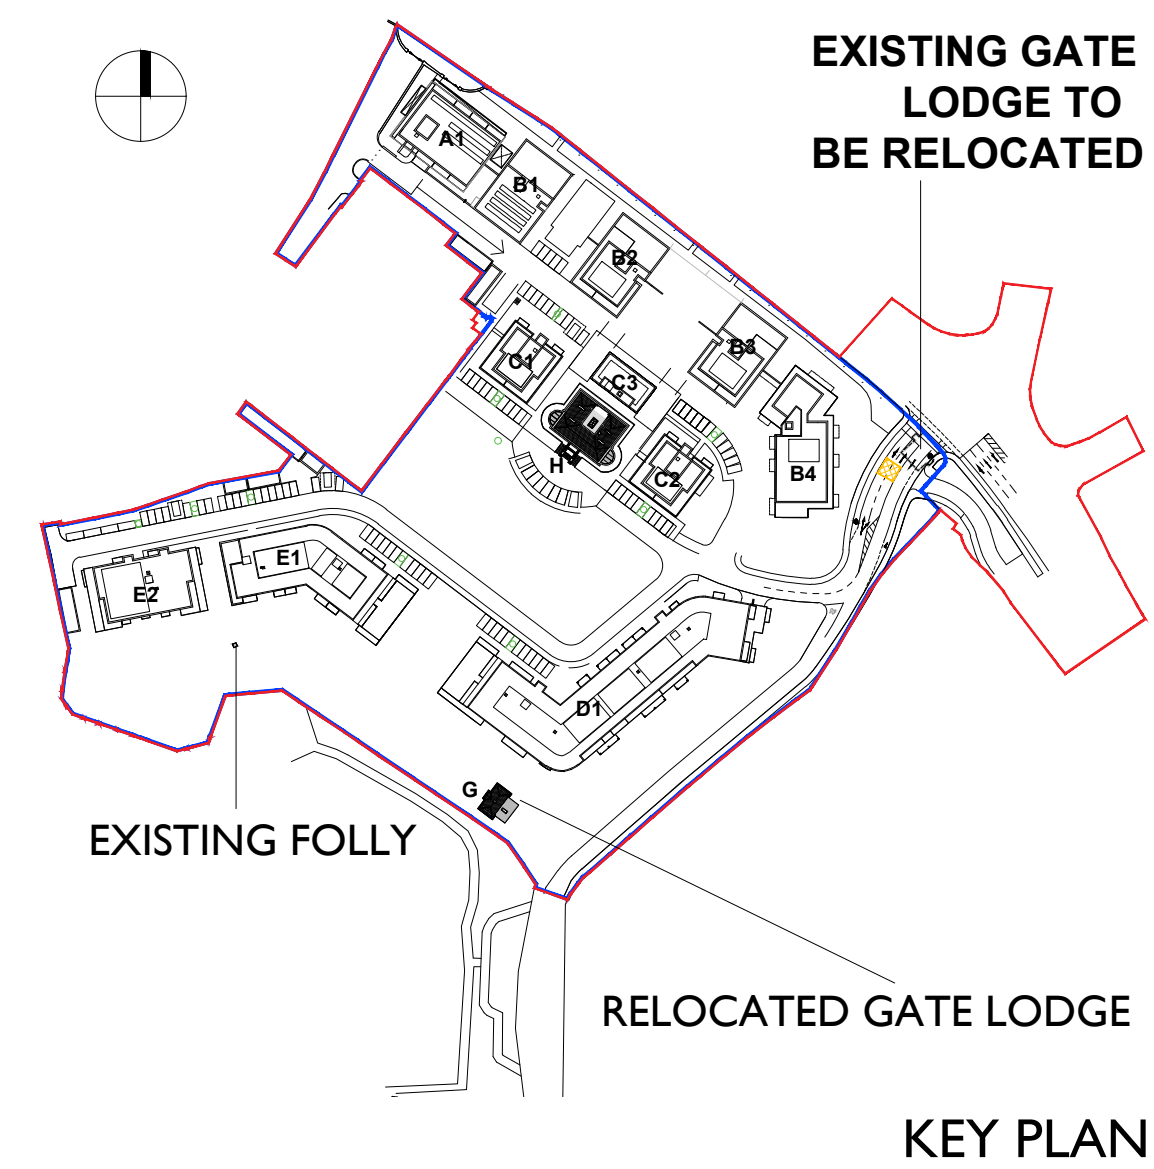 EXISTING GATE
LODGE TO
BE RELOCATED
A1
B1
B2
B3
C1
C3
H
C2
B4
E1
E2
D1
G
EXISTING FOLLY
RELOCATED GATE LODGE
KEY PLAN